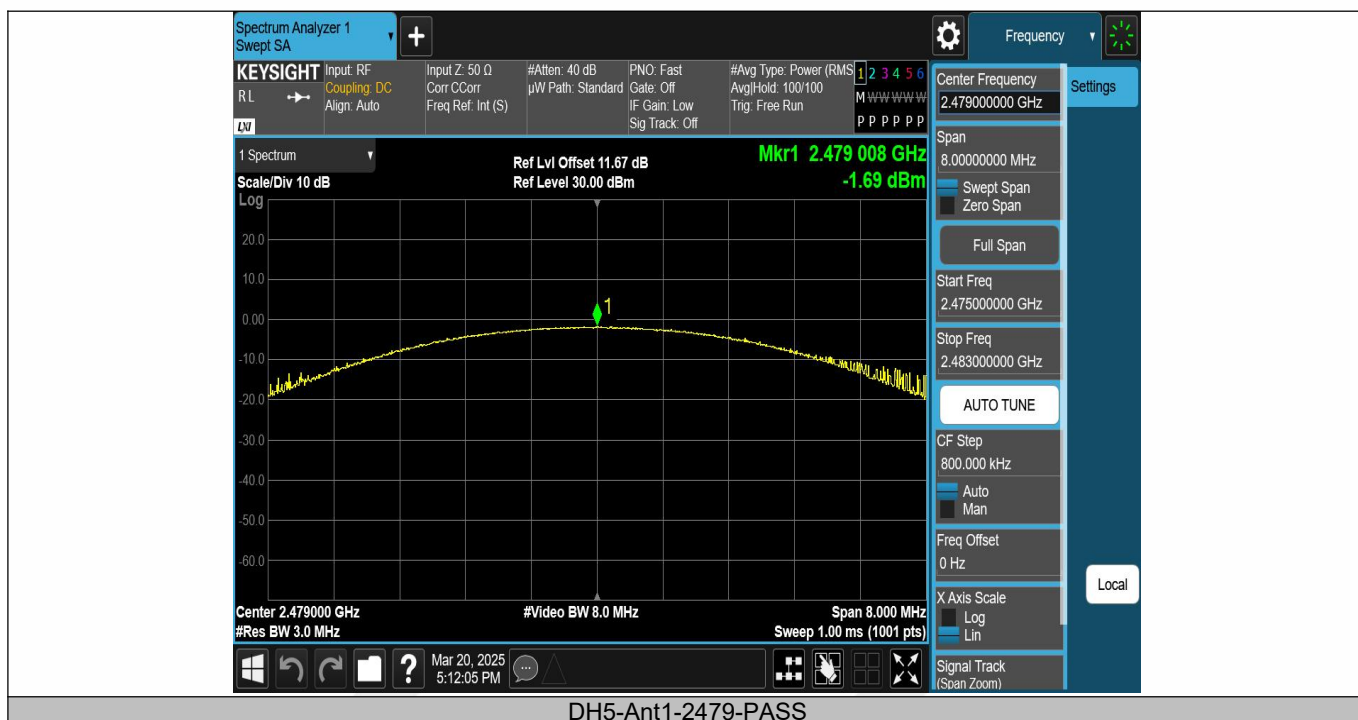 Spectrum Analyzer 1
Swept SA
+
Frequency
KEYSIGHT
RL
LXI
Input: RF
Coupling: DC
Align: Auto
Input Z: 50 Ω
Corr CCorr
Freq Ref: Int (S)
#Atten: 40 dB
µW Path: Standard
PNO: Fast
Gate: Off
IF Gain: Low
Sig Track: Off
#Avg Type: Power (RMS
Avg|Hold: 100/100
Trig: Free Run
1 2 3 4 5 6
M W W W W W
P P P P P P
1 Spectrum
Scale/Div 10 dB
Log
Ref Lvl Offset 11.67 dB
Ref Level 30.00 dBm
Mkr1 2.479 008 GHz
-1.69 dBm
20.0
10.0
0.00
-10.0
-20.0
-30.0
-40.0
-50.0
-60.0
1
Center 2.479000 GHz
#Res BW 3.0 MHz
#Video BW 8.0 MHz
Span 8.000 MHz
Sweep 1.00 ms (1001 pts)
?
Mar 20, 2025
5:12:05 PM
Center Frequency
2.479000000 GHz
Span
8.00000000 MHz
Swept Span
Zero Span
Full Span
Start Freq
2.475000000 GHz
Stop Freq
2.483000000 GHz
AUTO TUNE
CF Step
800.000 kHz
Auto
Man
Freq Offset
0 Hz
X Axis Scale
Log
Lin
Signal Track
(Span Zoom)
Settings
Local
DH5-Ant1-2479-PASS